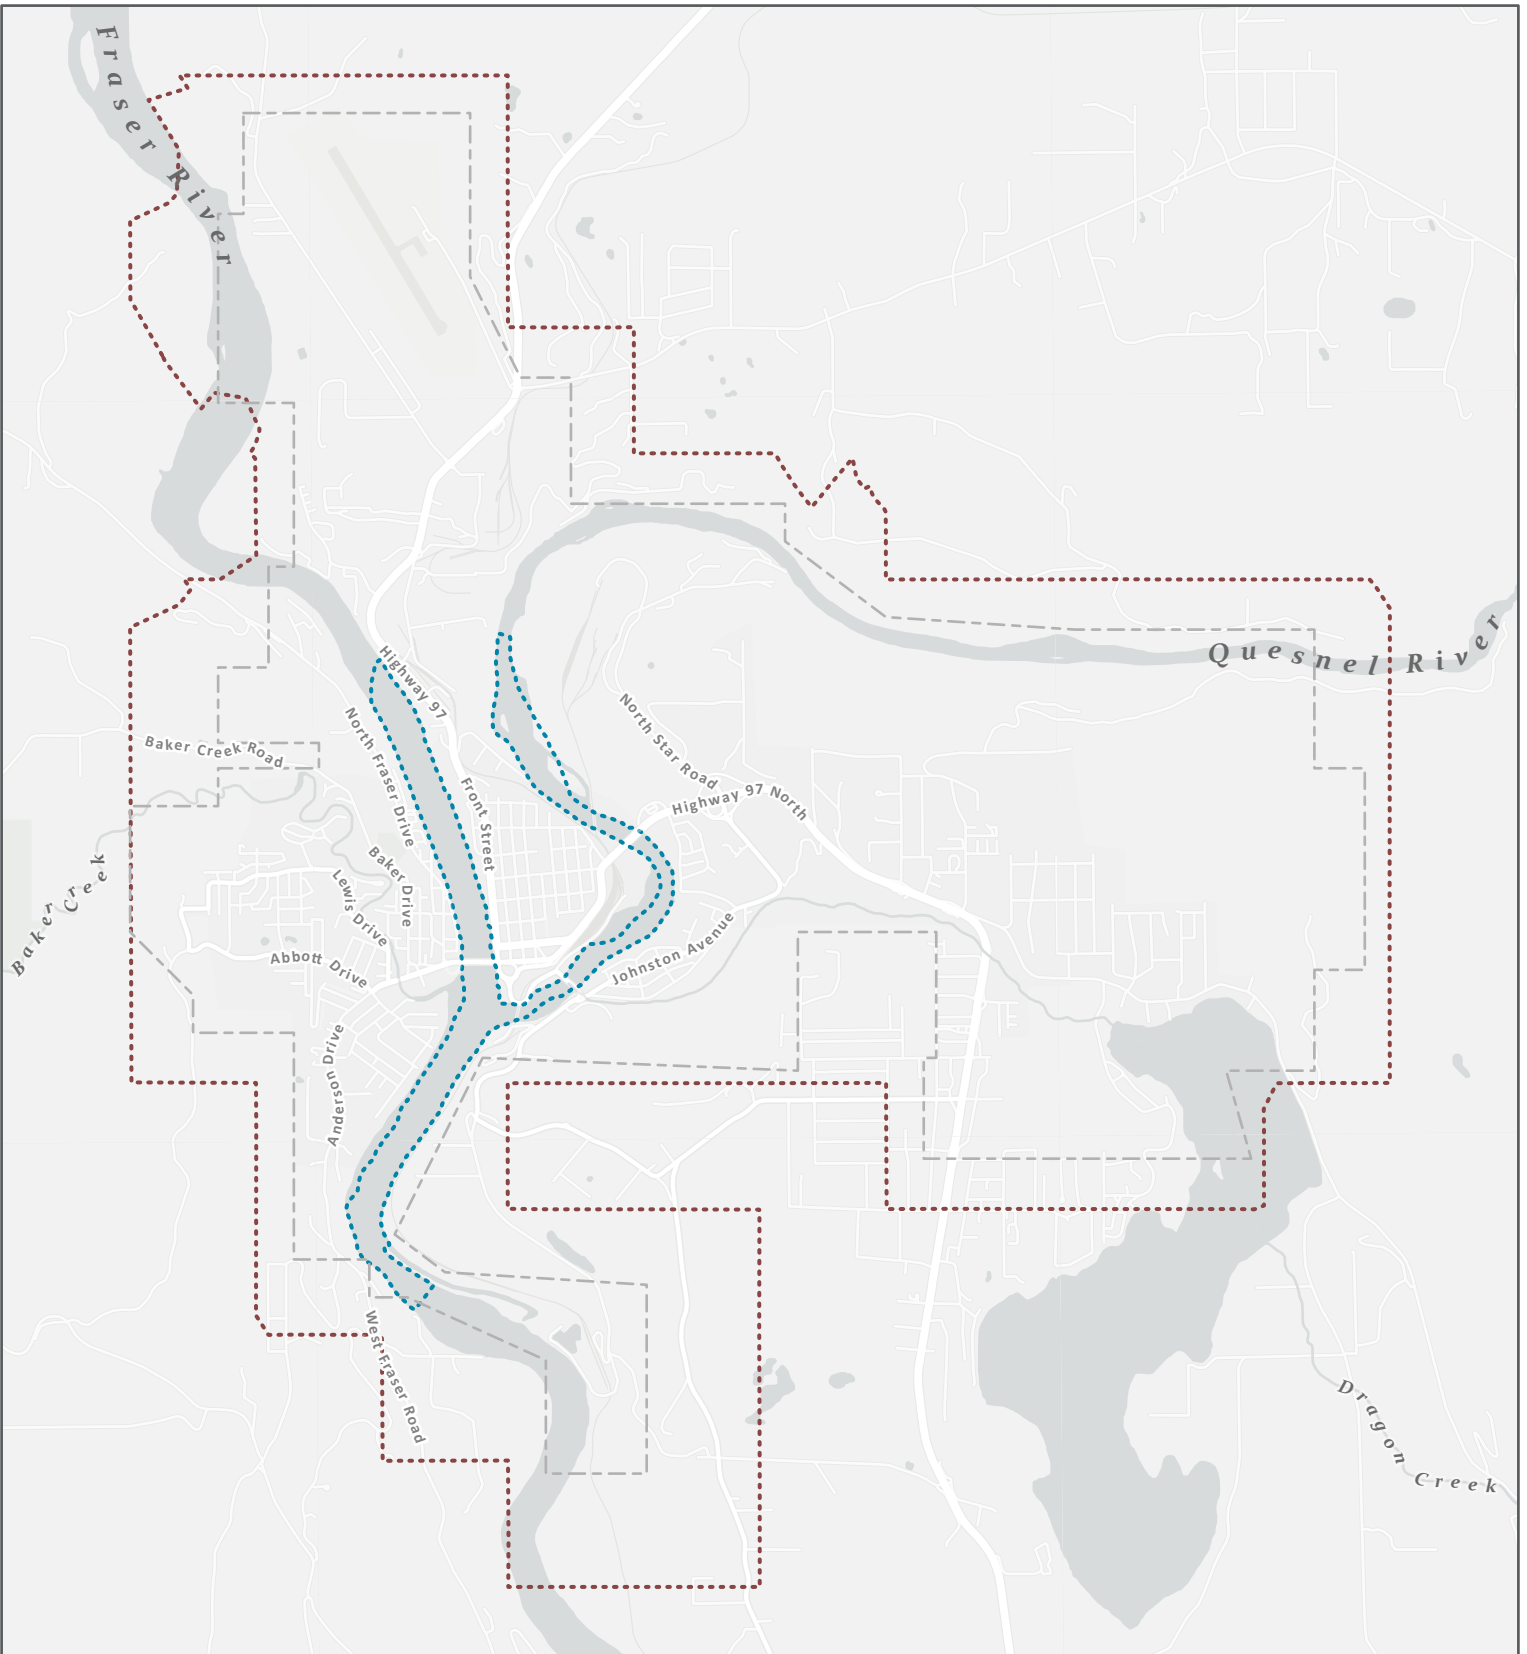 Fraser River
Quesnel River
Highway 97
North Star Road
North Fraser Drive
Baker Creek Road
Front Street
Highway 97 North
Baker Drive
Lewis Drive
Baker Creek
Johnston Avenue
Abbott Drive
Anderson Drive
West Fraser Road
Dragon
Creek